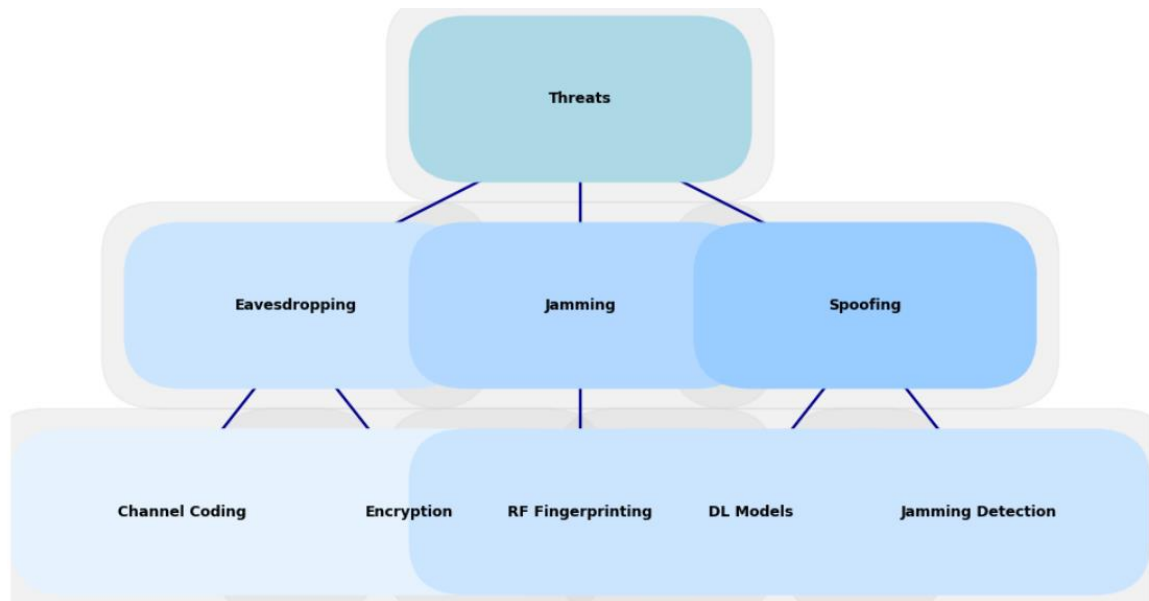 Threats
Eavesdropping
Jamming
Spoofing
Channel Coding
Encryption
RF Fingerprinting
DL Models
Jamming Detection